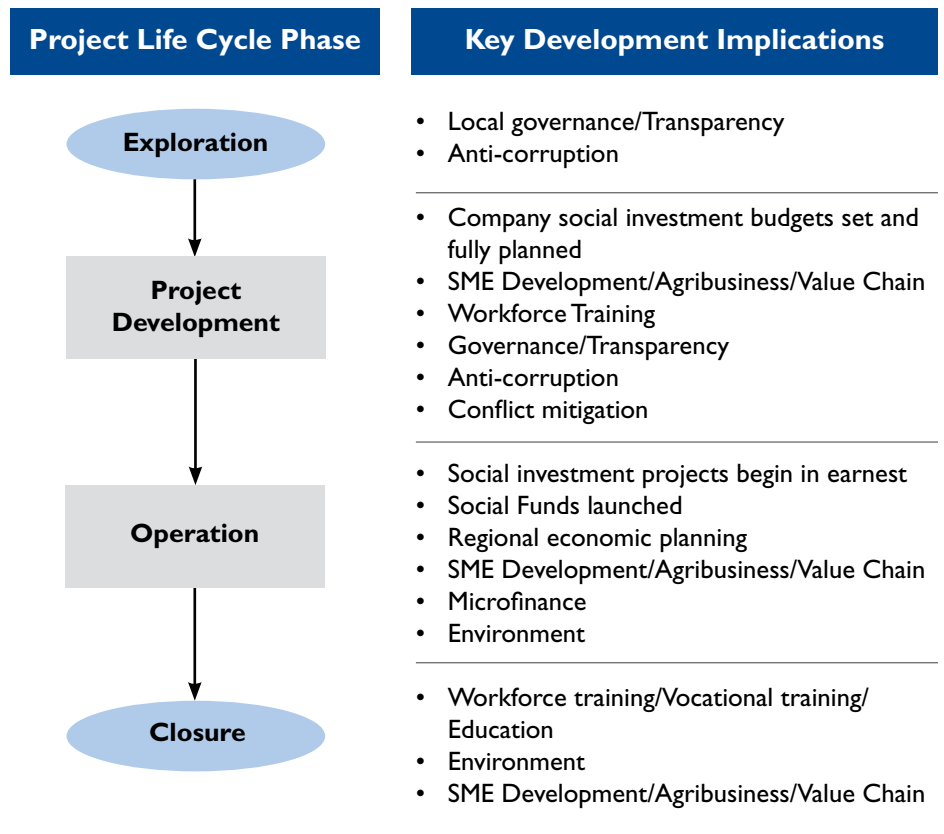 Project Life Cycle Phase
Key Development Implications
Exploration
• Local governance/Transparency
• Anti-corruption
Project
Development
• Company social investment budgets set and
fully planned
• SME Development/Agribusiness/Value Chain
• Workforce Training
• Governance/Transparency
• Anti-corruption
• Conflict mitigation
Operation
• Social investment projects begin in earnest
• Social Funds launched
• Regional economic planning
• SME Development/Agribusiness/Value Chain
• Microfinance
• Environment
Closure
• Workforce training/Vocational training/
Education
• Environment
• SME Development/Agribusiness/Value Chain